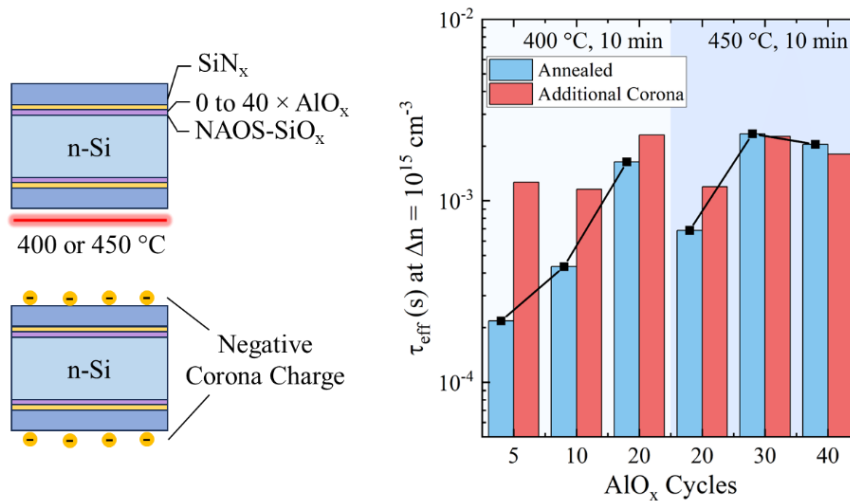 SiNₓ
0 to 40 × AlOₓ
NAOS-SiOₓ
n-Si
400 or 450 °C
n-Si
Negative
Corona Charge
10⁻²
10⁻³
10⁻⁴
τeff (s) at Δn = 10¹⁵ cm⁻³
400 °C, 10 min
450 °C, 10 min
Annealed
Additional Corona
5 10 20 20 30 40
AlOₓ Cycles